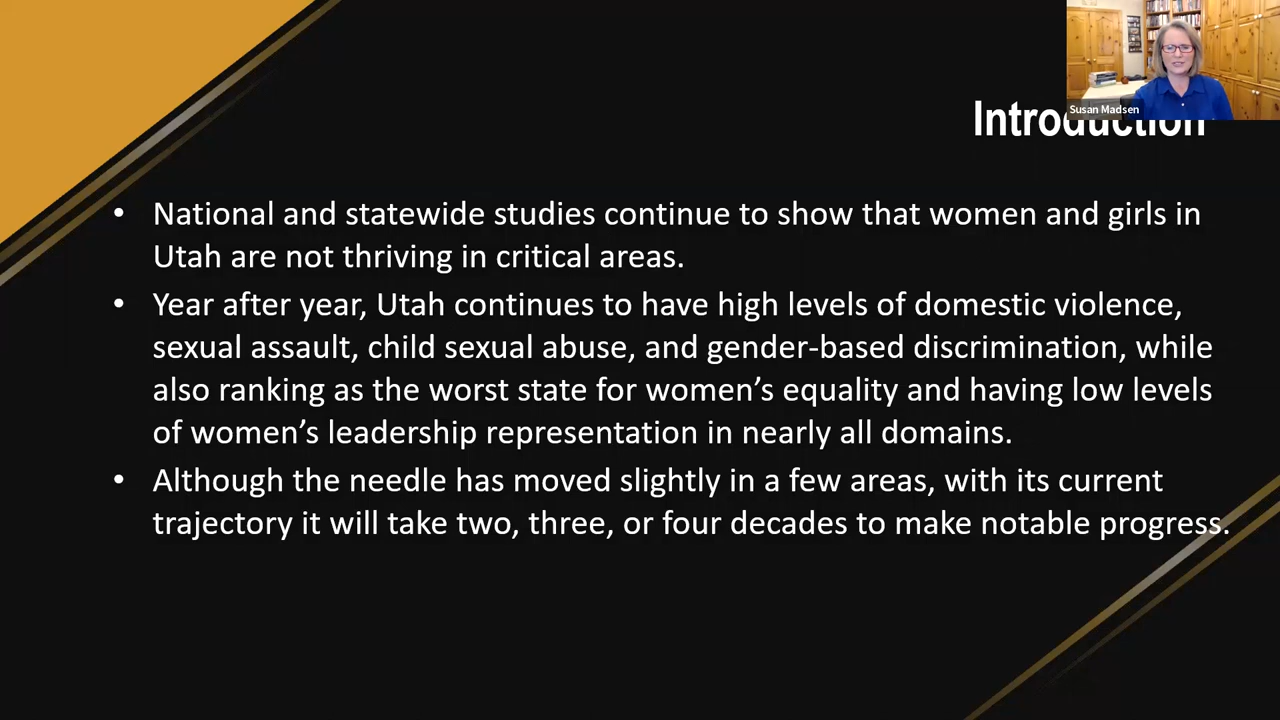 Susan Madsen
Introduction
• National and statewide studies continue to show that women and girls in
Utah are not thriving in critical areas.
• Year after year, Utah continues to have high levels of domestic violence,
sexual assault, child sexual abuse, and gender-based discrimination, while
also ranking as the worst state for women’s equality and having low levels
of women’s leadership representation in nearly all domains.
• Although the needle has moved slightly in a few areas, with its current
trajectory it will take two, three, or four decades to make notable progress.